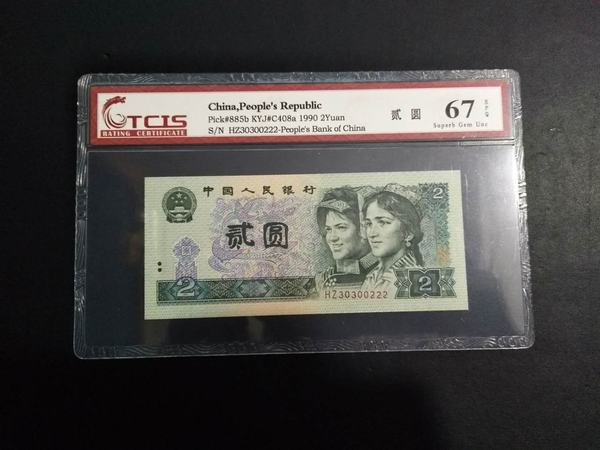 TCIS
RATING CERTIFICATE
China,People's Republic
Pick#885b KYJ#C408a 1990 2Yuan
S/N HZ30300222-People's Bank of China
贰 圆
67
EPQ
Superb Gem Unc
中国人民银行
2
贰圆
2
HZ30300222
2